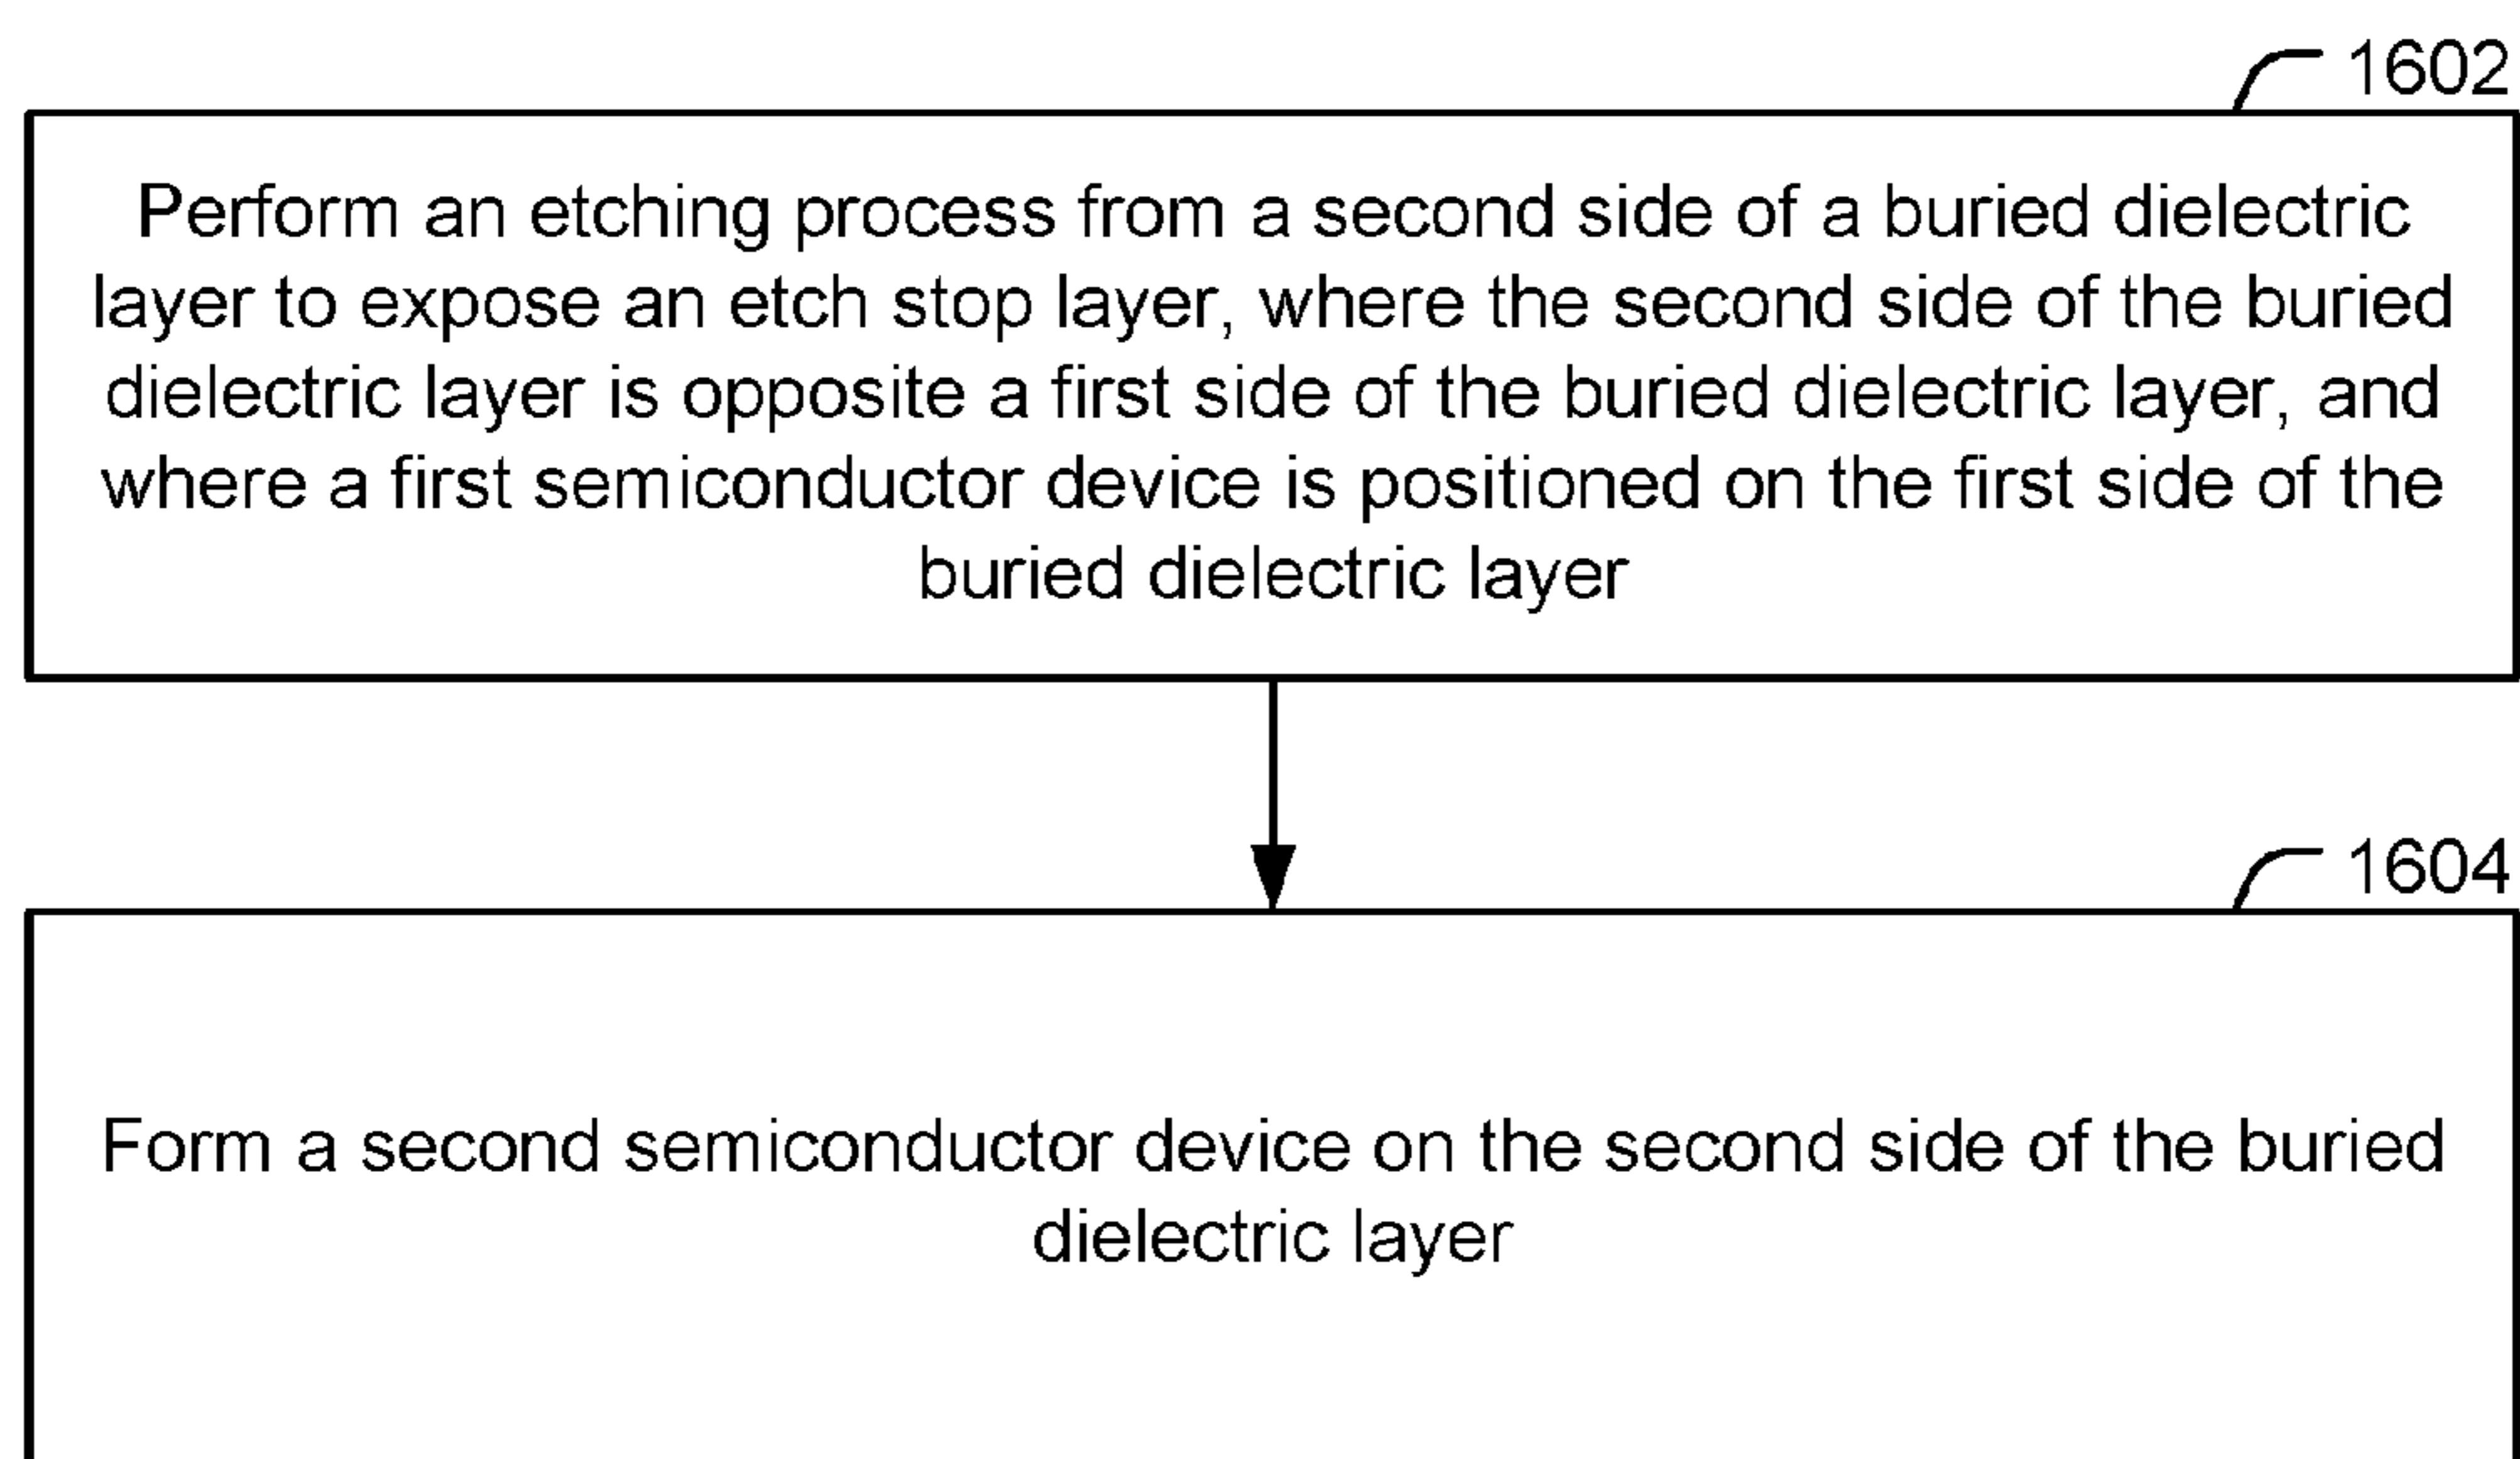 1602
Perform an etching process from a second side of a buried dielectric
layer to expose an etch stop layer, where the second side of the buried
dielectric layer is opposite a first side of the buried dielectric layer, and
where a first semiconductor device is positioned on the first side of the
buried dielectric layer
1604
Form a second semiconductor device on the second side of the buried
dielectric layer